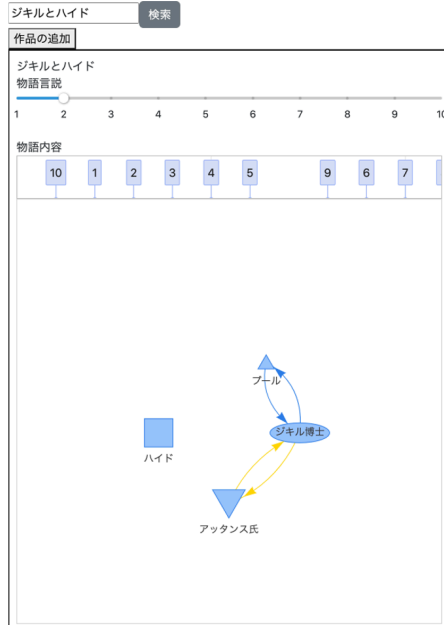 ジキルとハイド 検索
作品の追加
ジキルとハイド
物語言説
1 2 3 4 5 6 7 8 9 10
物語内容
10 1 2 3 4 5 9 6 7
プール
ジキル博士
ハイド
アッタンス氏